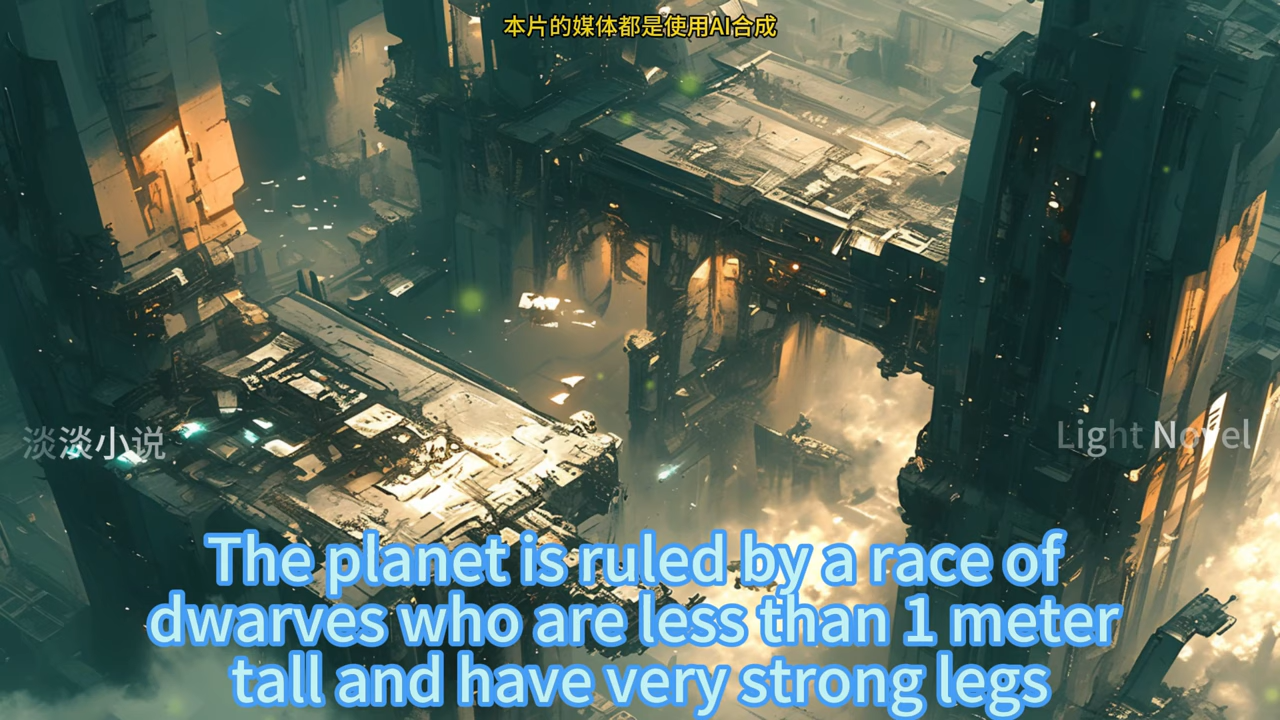 本片的媒体都是使用AI合成
淡淡小说
Light Novel
The planet is ruled by a race of
dwarves who are less than 1 meter
tall and have very strong legs